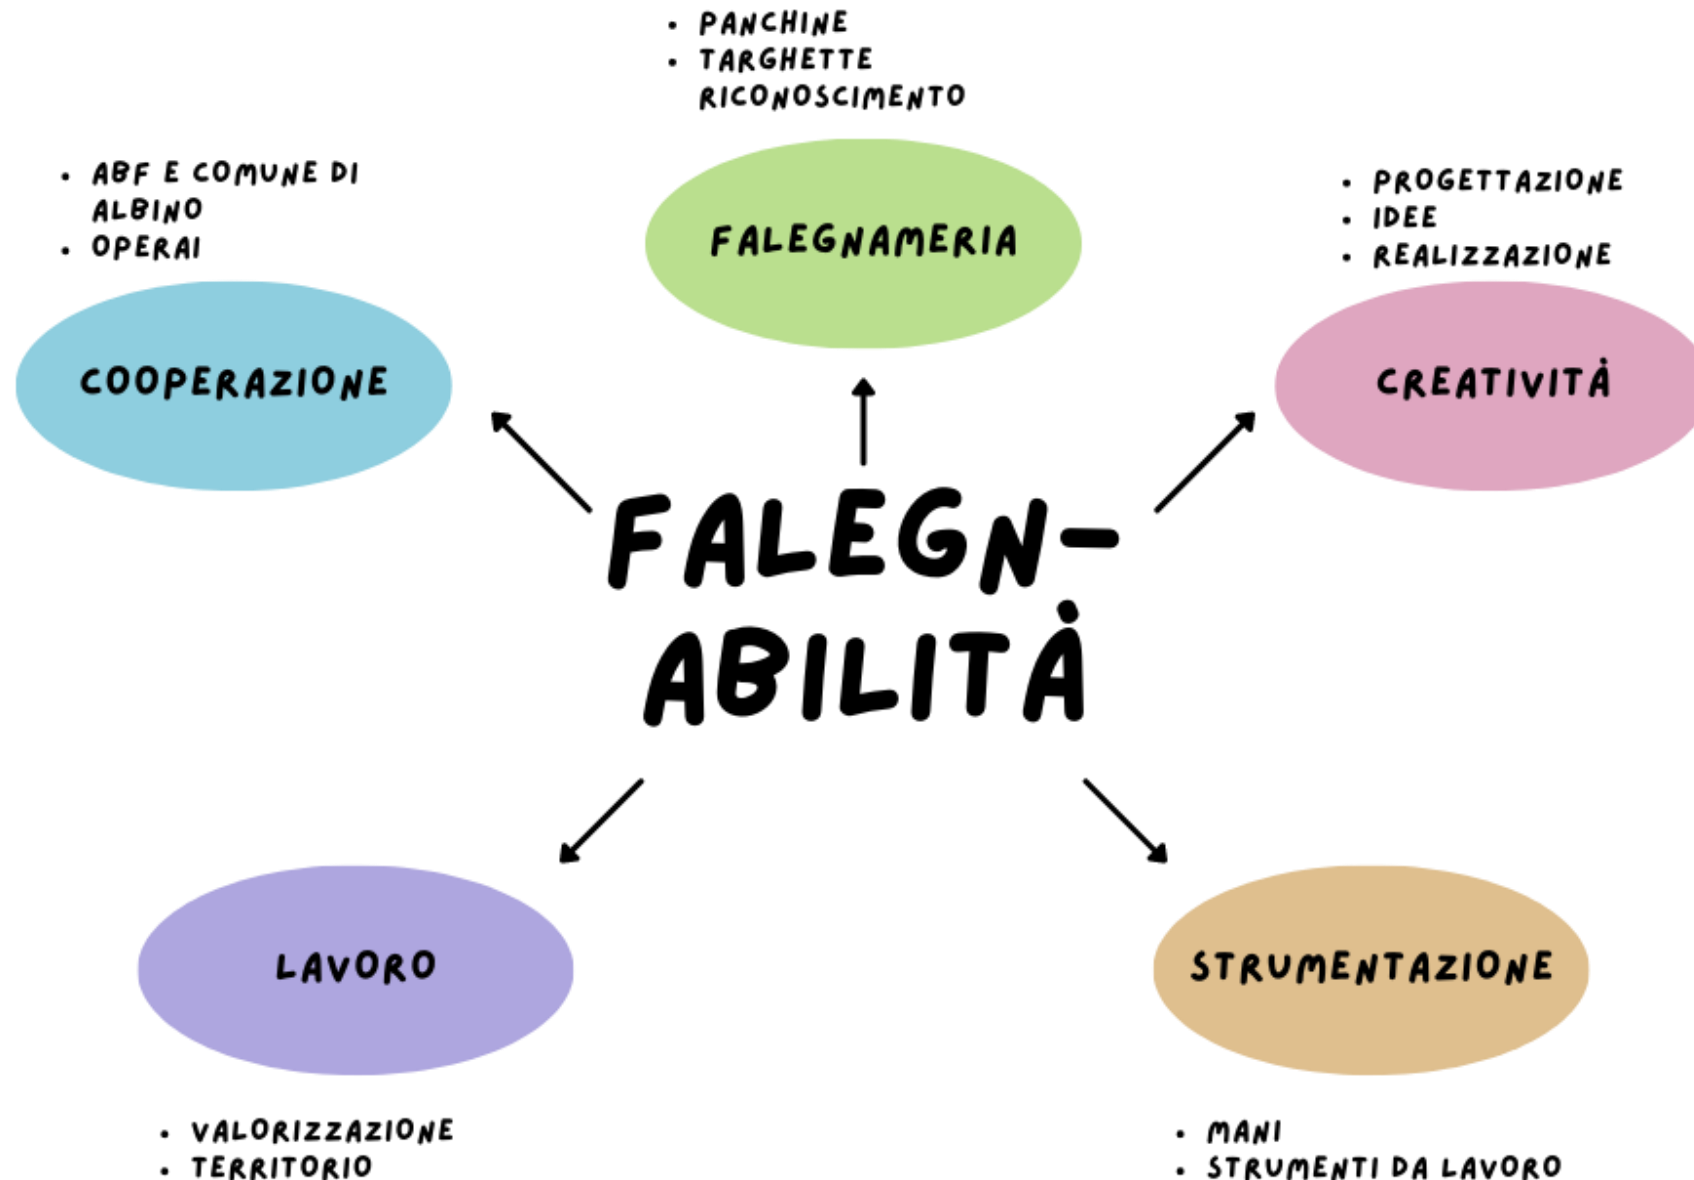 • PANCHINE
• TARGHETTE
RICONOSCIMENTO
FALEGNAMERIA
• ABF E COMUNE DI
ALBINO
• OPERAI
COOPERAZIONE
• PROGETTAZIONE
• IDEE
• REALIZZAZIONE
CREATIVITÀ
FALEGN-
ABILITÀ
LAVORO
• VALORIZZAZIONE
• TERRITORIO
STRUMENTAZIONE
• MANI
• STRUMENTI DA LAVORO